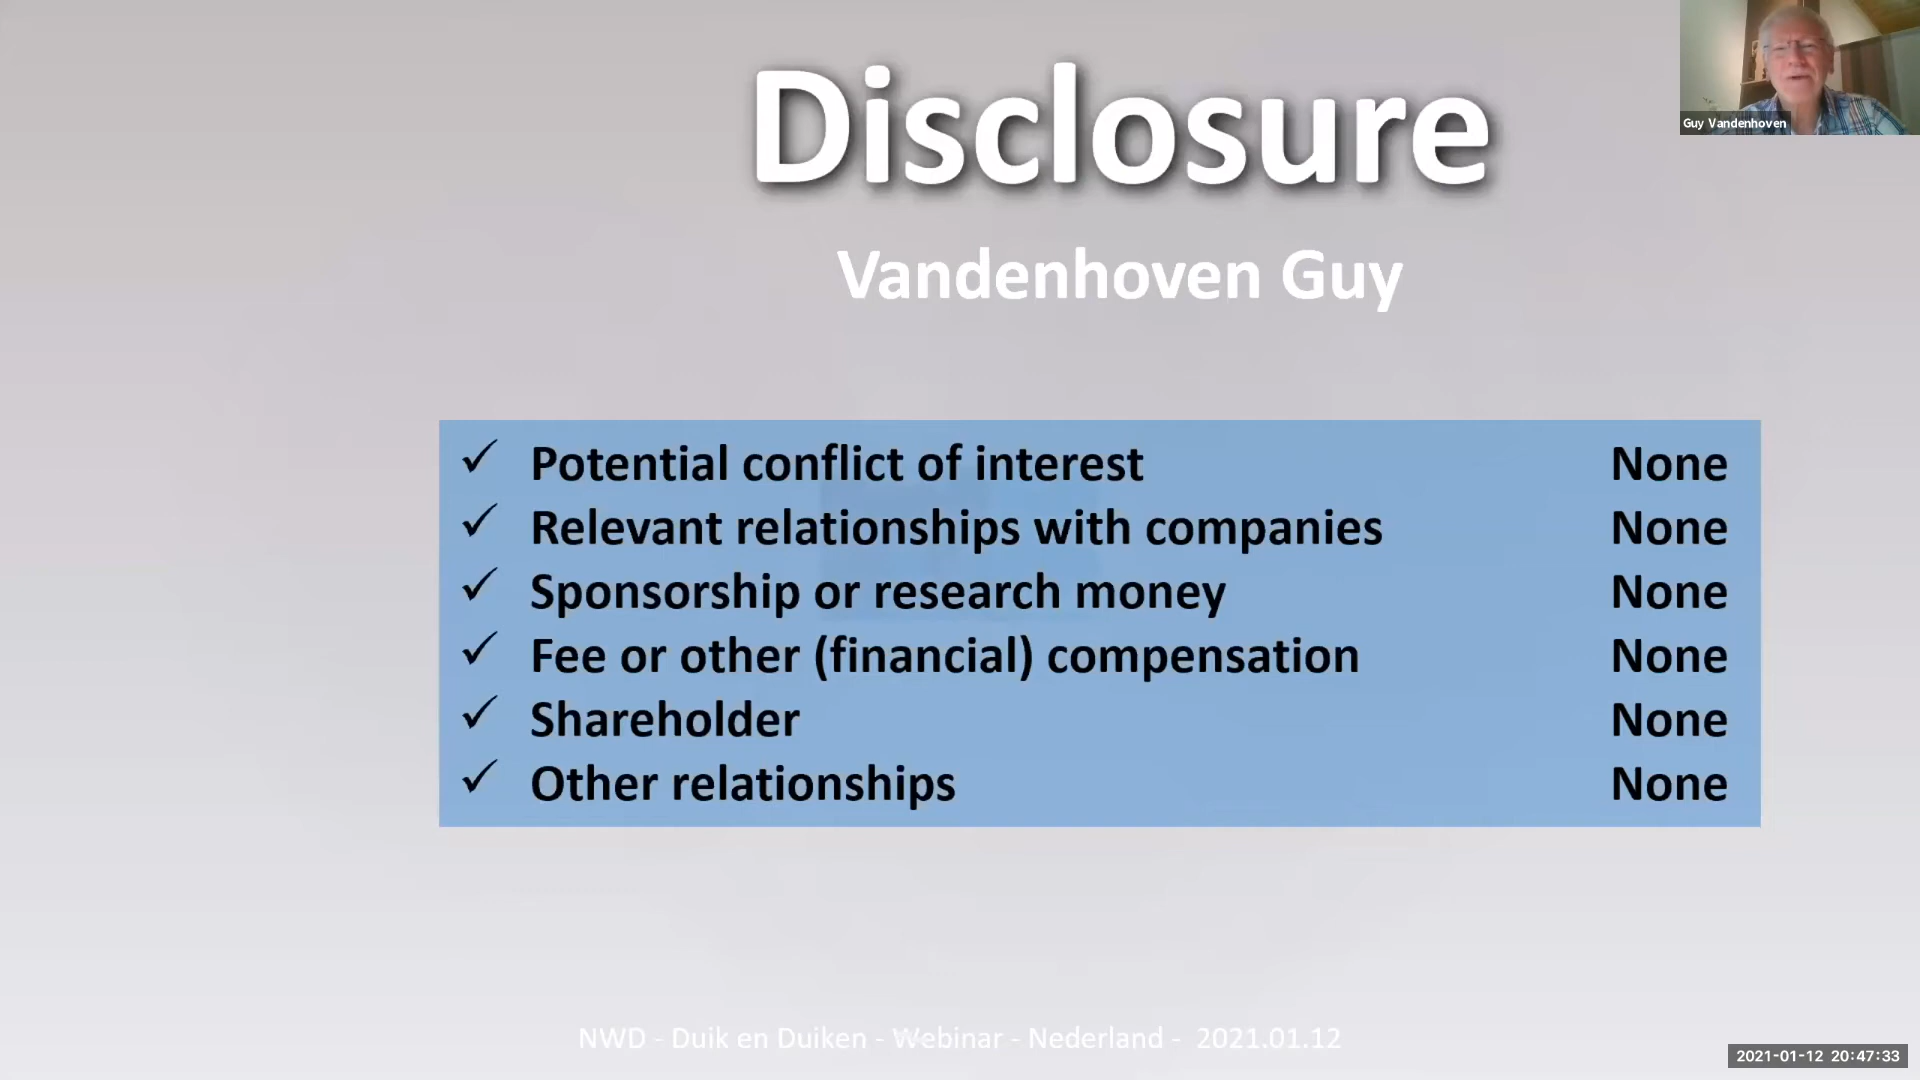 Disclosure
Guy Vandenhoven
Vandenhoven Guy
✓ Potential conflict of interest None
✓ Relevant relationships with companies None
✓ Sponsorship or research money None
✓ Fee or other (financial) compensation None
✓ Shareholder None
✓ Other relationships None
NWD - Duik en Duiken - Webinar - Nederland - 2021.01.12
2021-01-12 20:47:33